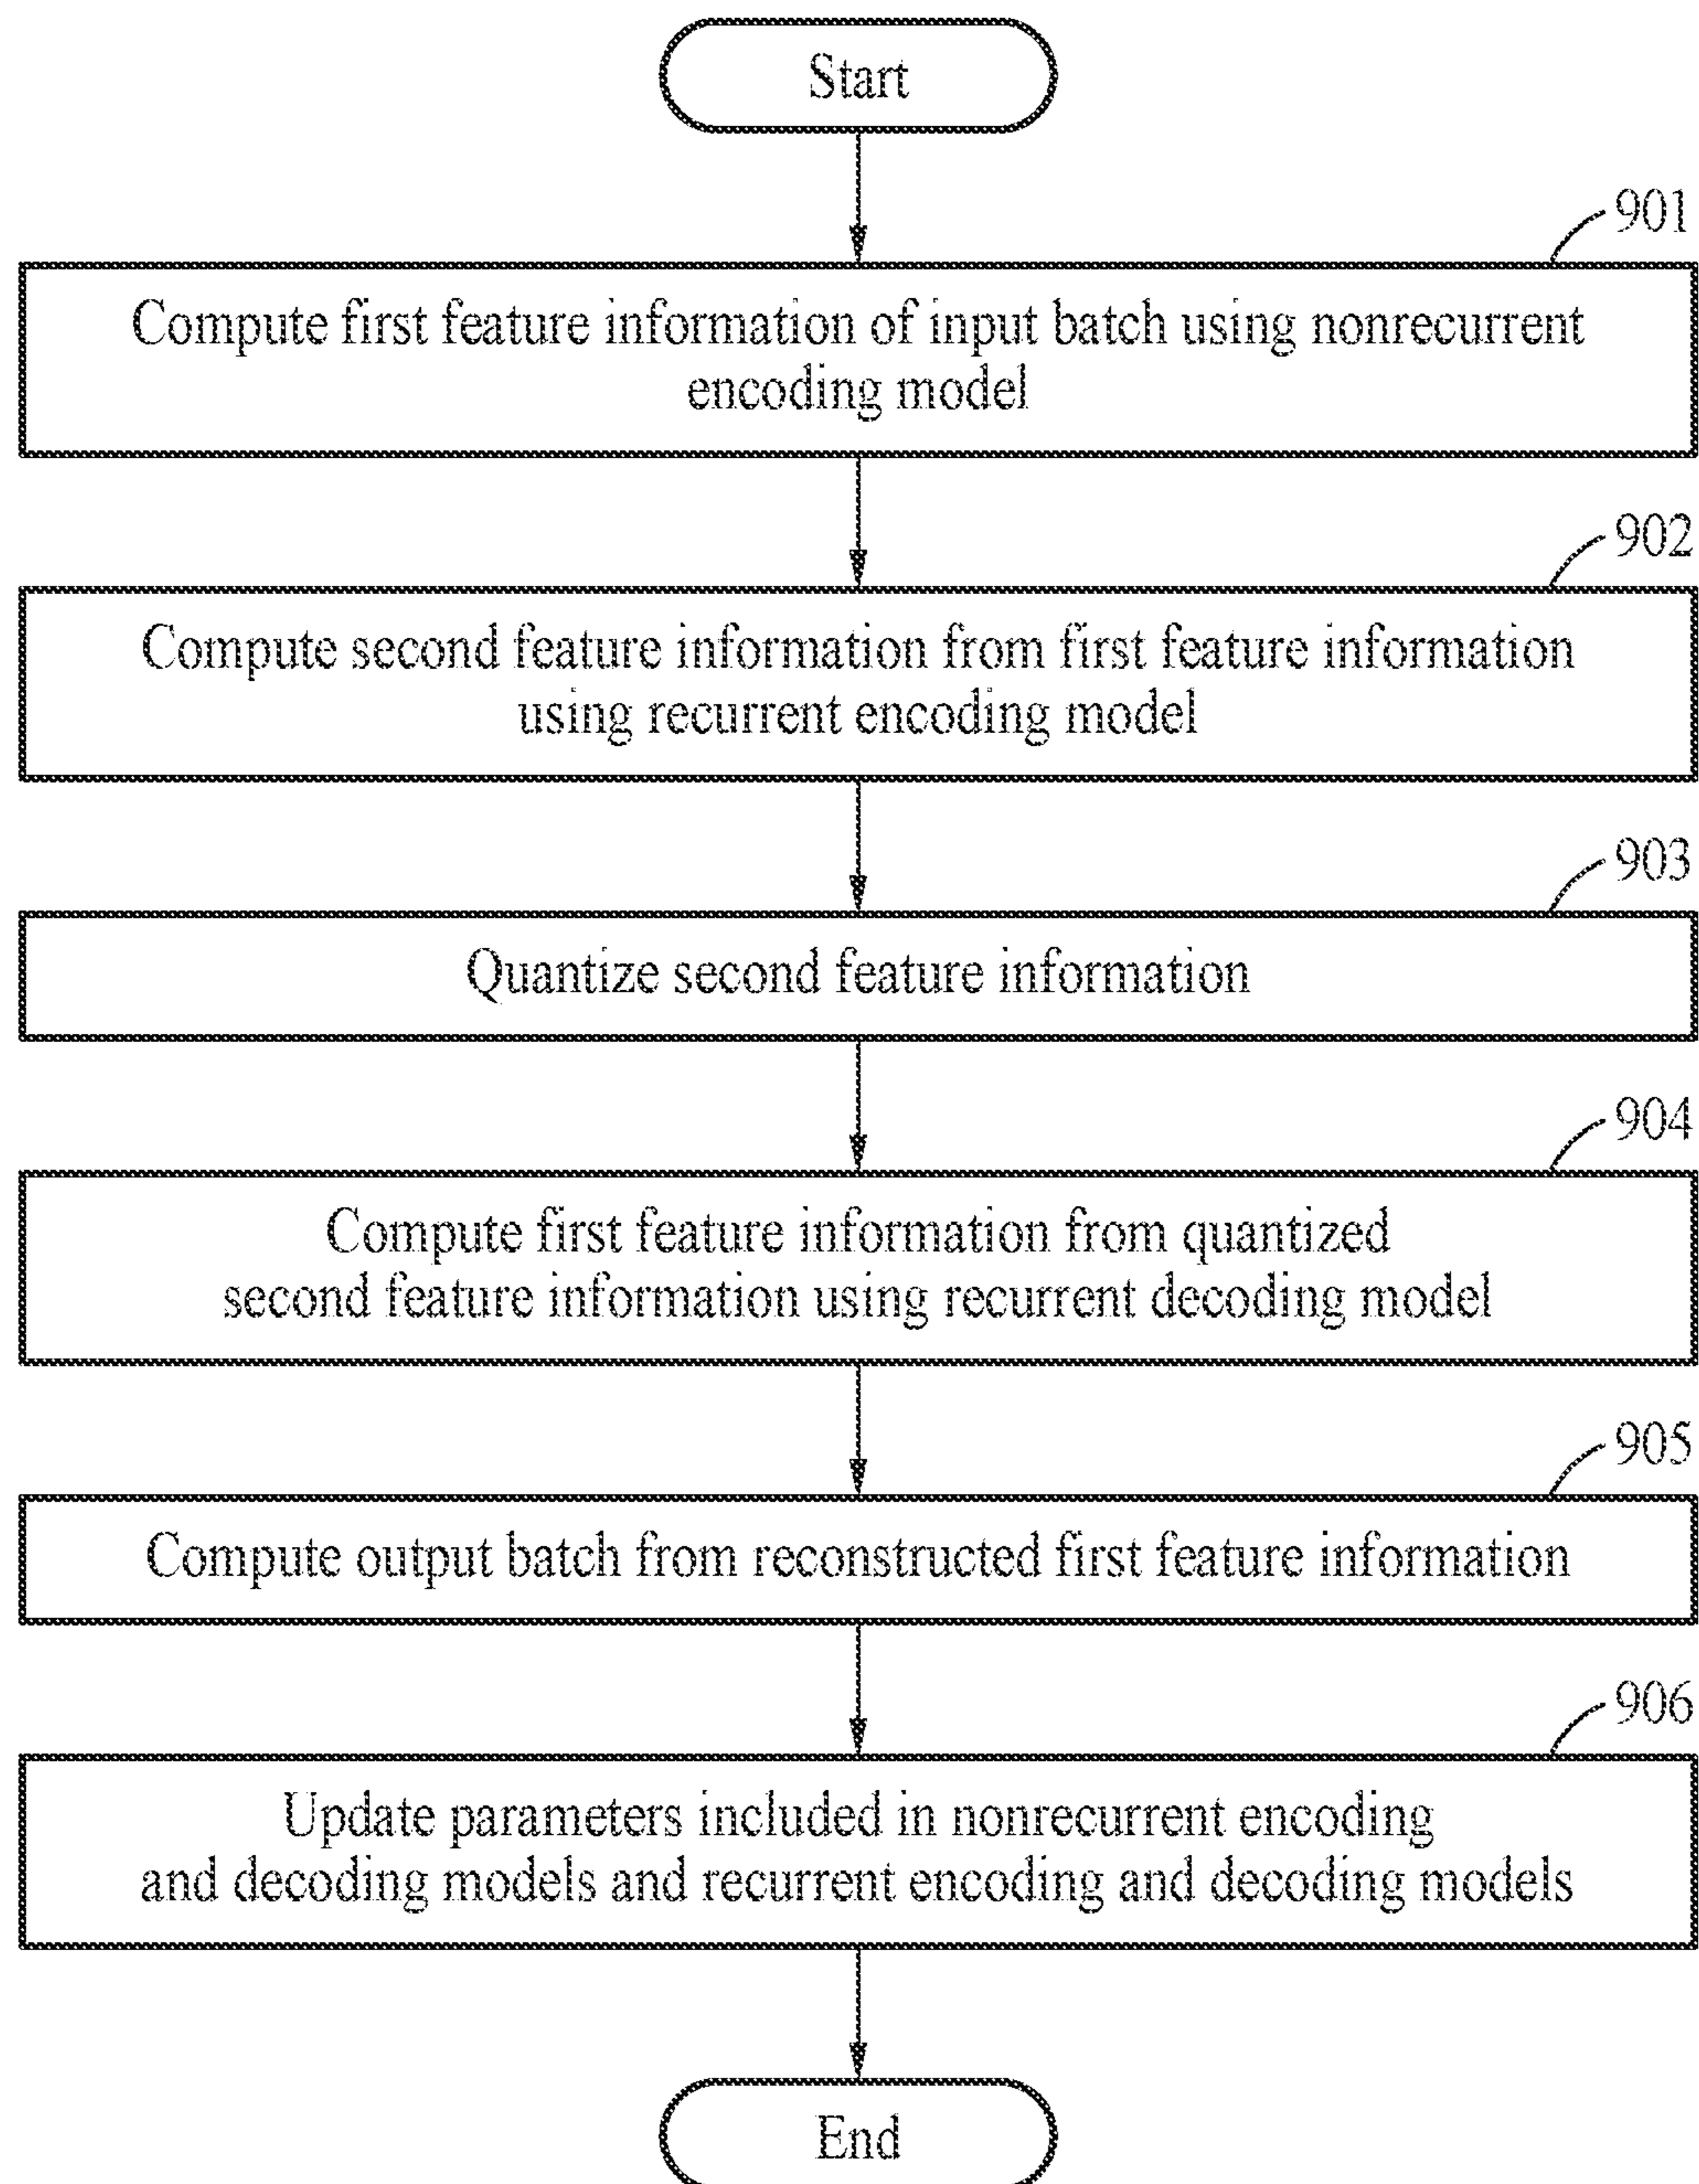 Start
901
Compute first feature information of input batch using nonrecurrent
encoding model
902
Compute second feature information from first feature information
using recurrent encoding model
903
Quantize second feature information
904
Compute first feature information from quantized
second feature information using recurrent decoding model
905
Compute output batch from reconstructed first feature information
906
Update parameters included in nonrecurrent encoding
and decoding models and recurrent encoding and decoding models
End